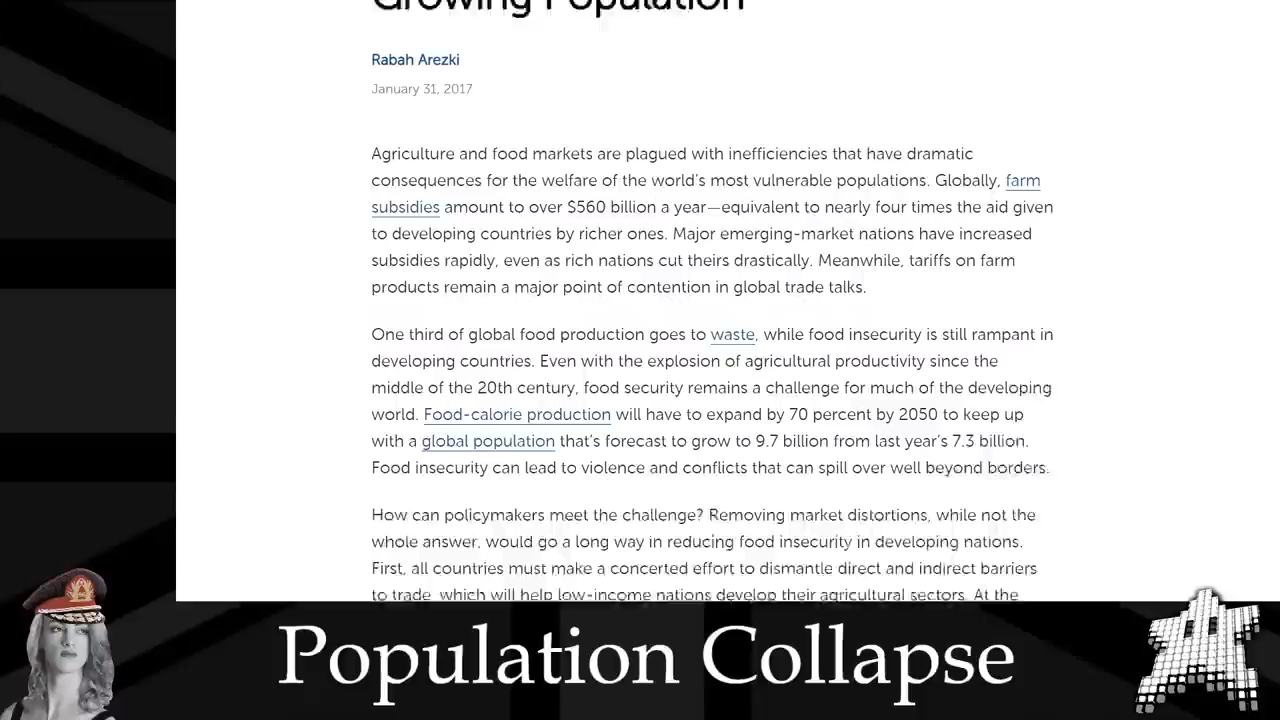 Growing Population
Rabah Arezki
January 31, 2017
Agriculture and food markets are plagued with inefficiencies that have dramatic
consequences for the welfare of the world's most vulnerable populations. Globally, farm
subsidies amount to over $560 billion a year—equivalent to nearly four times the aid given
to developing countries by richer ones. Major emerging-market nations have increased
subsidies rapidly, even as rich nations cut theirs drastically. Meanwhile, tariffs on farm
products remain a major point of contention in global trade talks.
One third of global food production goes to waste, while food insecurity is still rampant in
developing countries. Even with the explosion of agricultural productivity since the
middle of the 20th century, food security remains a challenge for much of the developing
world. Food-calorie production will have to expand by 70 percent by 2050 to keep up
with a global population that's forecast to grow to 9.7 billion from last year's 7.3 billion.
Food insecurity can lead to violence and conflicts that can spill over well beyond borders.
How can policymakers meet the challenge? Removing market distortions, while not the
whole answer, would go a long way in reducing food insecurity in developing nations.
First, all countries must make a concerted effort to dismantle direct and indirect barriers
to trade, which will help low-income nations develop their agricultural sectors. At the
Population Collapse